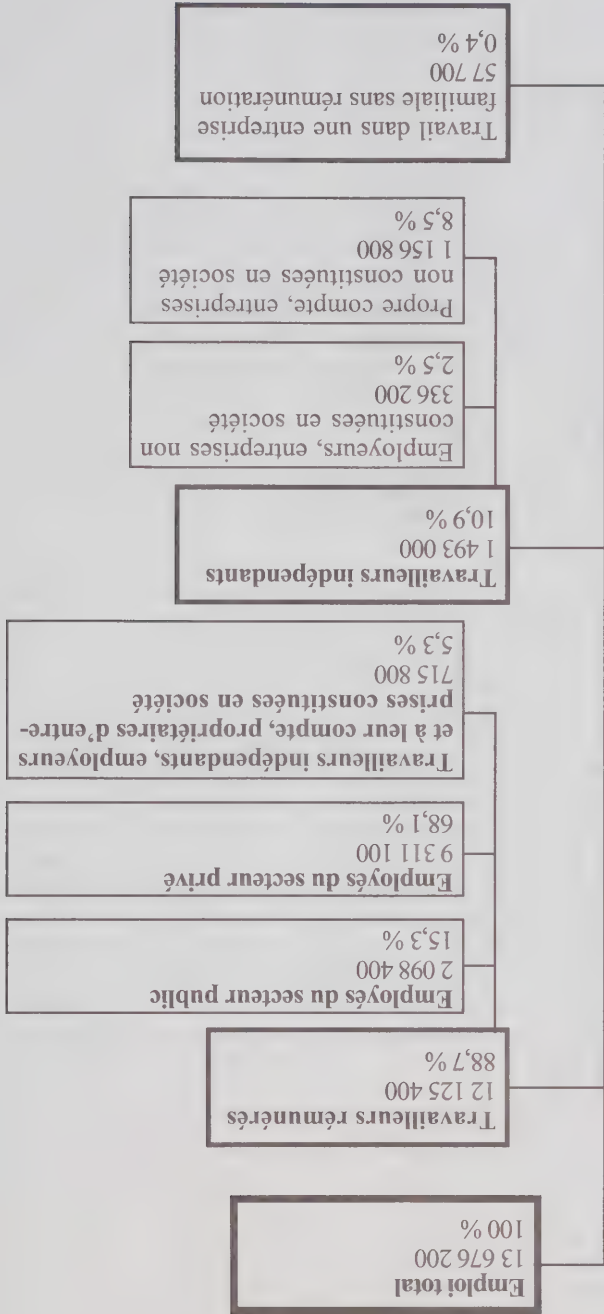 Emploi total
13 676 200
100 %
Travailleurs rémunérés
12 125 400
88,7 %
Employés du secteur public
2 098 400
15,3 %
Employés du secteur privé
9 311 100
68,1 %
Travailleurs indépendants, employeurs
et à leur compte, propriétaires d'entre-
prises constituées en société
715 800
5,3 %
Travailleurs indépendants
1 493 000
10,9 %
Employeurs, entreprises non
constituées en société
336 200
2,5 %
Propre compte, entreprises
non constituées en société
1 156 800
8,5 %
Travail dans une entreprise
familiale sans rémunération
57 700
0,4 %